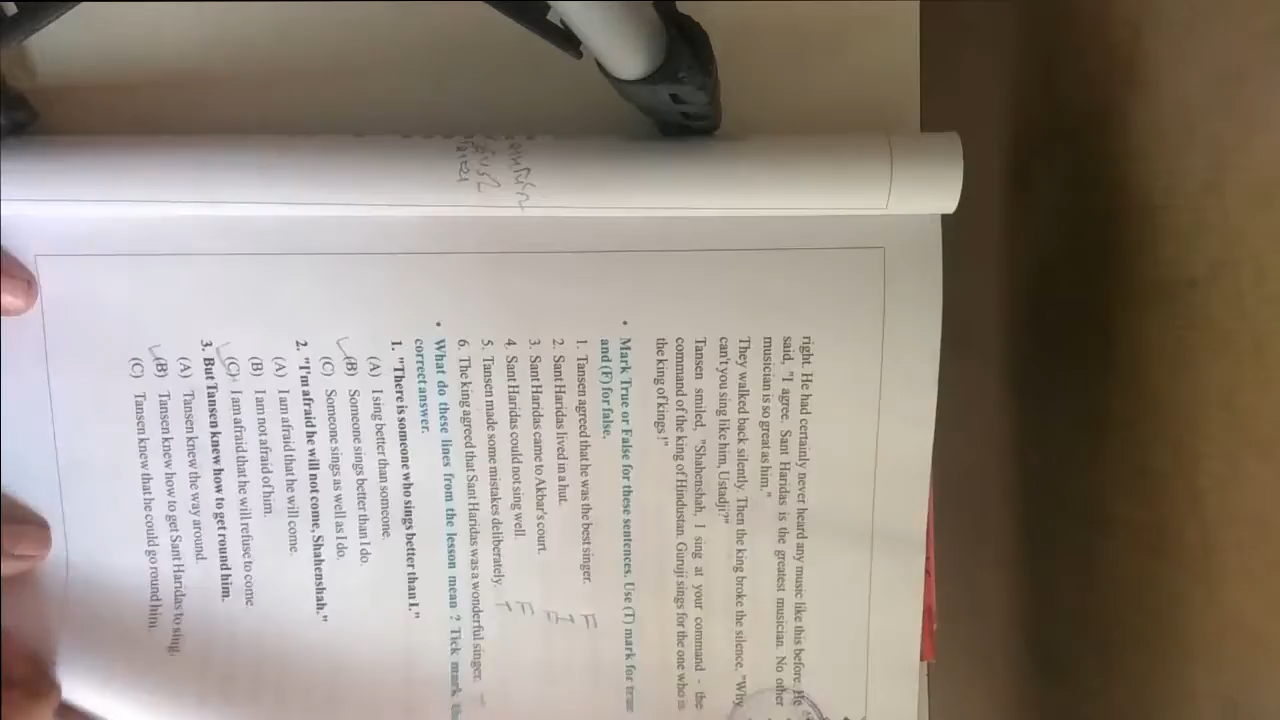 right. He had certainly never heard any music like this before. He
said, "I agree. Sant Haridas is the greatest musician. No other
musician is so great as him."
They walked back silently. Then the king broke the silence. "Why
can't you sing like him, Ustadji?"
Tansen smiled, "Shahenshah, I sing at your command - the
command of the king of Hindustan. Guruji sings for the one who is
the king of kings !"
• Mark True or False for these sentences. Use (T) mark for true
and (F) for false.
1. Tansen agreed that he was the best singer. F
2. Sant Haridas lived in a hut. T
3. Sant Haridas came to Akbar's court. F
4. Sant Haridas could not sing well. F
5. Tansen made some mistakes deliberately. T
6. The king agreed that Sant Haridas was a wonderful singer.
• What do these lines from the lesson mean ? Tick mark the
correct answer.
1. "There is someone who sings better than I."
(A) I sing better than someone.
(B) Someone sings better than I do.
(C) Someone sings as well as I do.
2. "I'm afraid he will not come, Shahenshah."
(A) I am afraid that he will come.
(B) I am not afraid of him.
(C) I am afraid that he will refuse to come.
3. But Tansen knew how to get round him.
(A) Tansen knew the way around.
(B) Tansen knew how to get Sant Haridas to sing.
(C) Tansen knew that he could go round him.